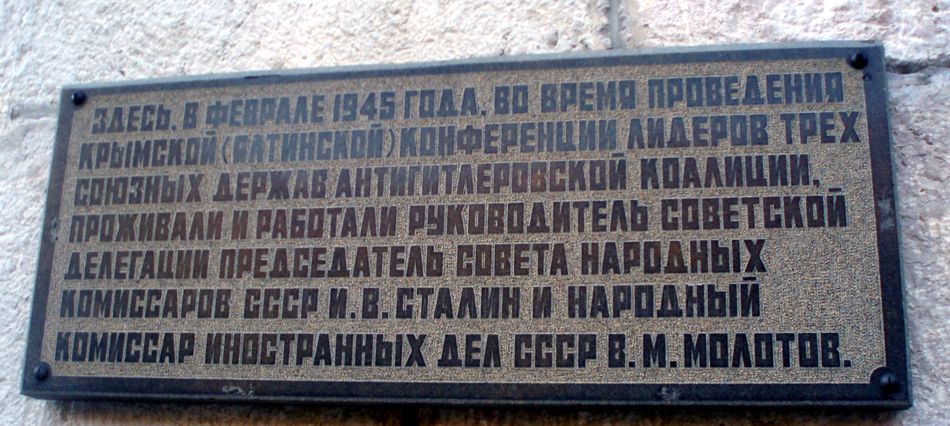 ЗДЕСЬ, В ФЕВРАЛЕ 1945 ГОДА, ВО ВРЕМЯ ПРОВЕДЕНИЯ
КРЫМСКОЙ (ЯЛТИНСКОЙ) КОНФЕРЕНЦИИ ЛИДЕРОВ ТРЕХ
СОЮЗНЫХ ДЕРЖАВ АНТИГИТЛЕРОВСКОЙ КОАЛИЦИИ,
ПРОЖИВАЛИ И РАБОТАЛИ РУКОВОДИТЕЛЬ СОВЕТСКОЙ
ДЕЛЕГАЦИИ ПРЕДСЕДАТЕЛЬ СОВЕТА НАРОДНЫХ
КОМИССАРОВ СССР И.В. СТАЛИН И НАРОДНЫЙ
КОМИССАР ИНОСТРАННЫХ ДЕЛ СССР В.М.МОЛОТОВ.